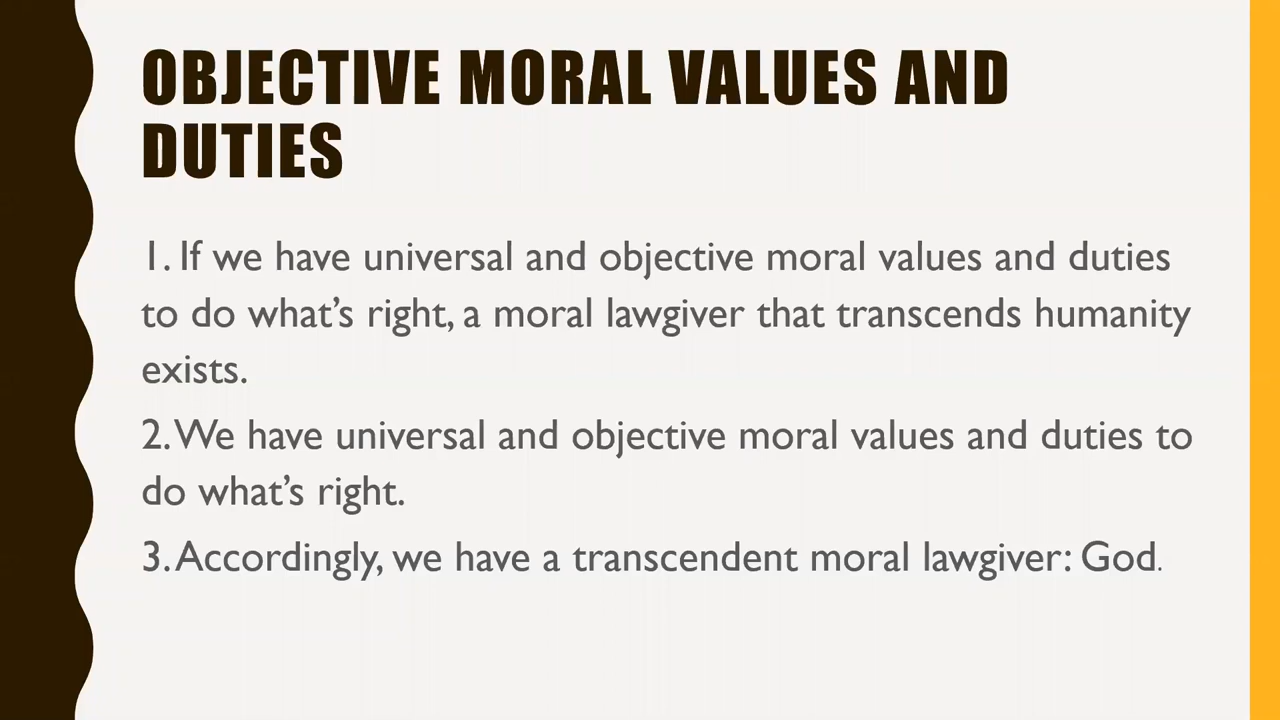 OBJECTIVE MORAL VALUES AND
DUTIES
1. If we have universal and objective moral values and duties
to do what’s right, a moral lawgiver that transcends humanity
exists.
2. We have universal and objective moral values and duties to
do what’s right.
3. Accordingly, we have a transcendent moral lawgiver: God.